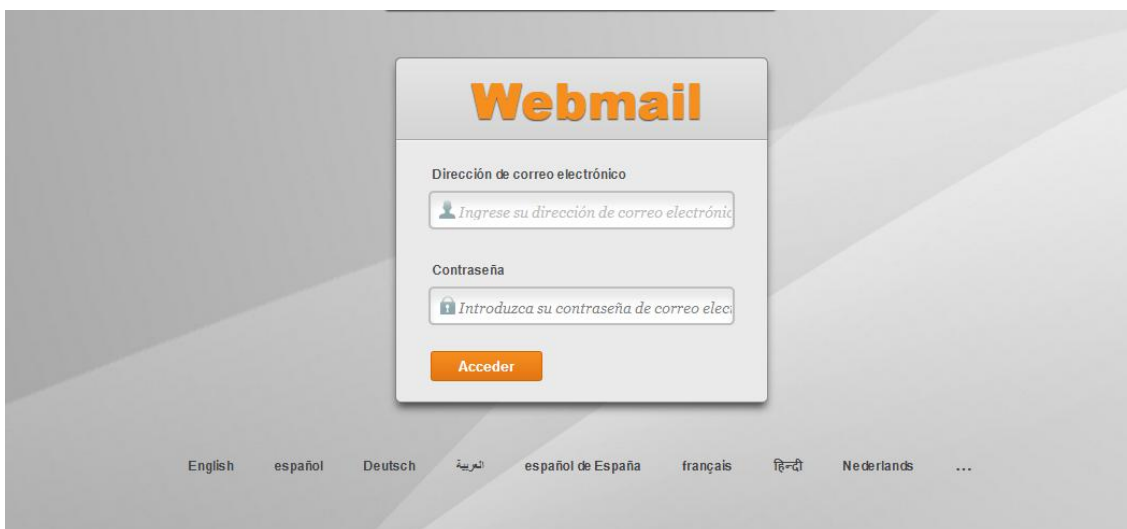 Webmail
Dirección de correo electrónico
Ingrese su dirección de correo electrónic
Contraseña
Introduzca su contraseña de correo elec
Acceder
English español Deutsch العربية español de España français हिन्दी Nederlands ...